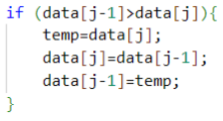 if (data[j-1]>data[j]){
    temp=data[j];
    data[j]=data[j-1];
    data[j-1]=temp;
}